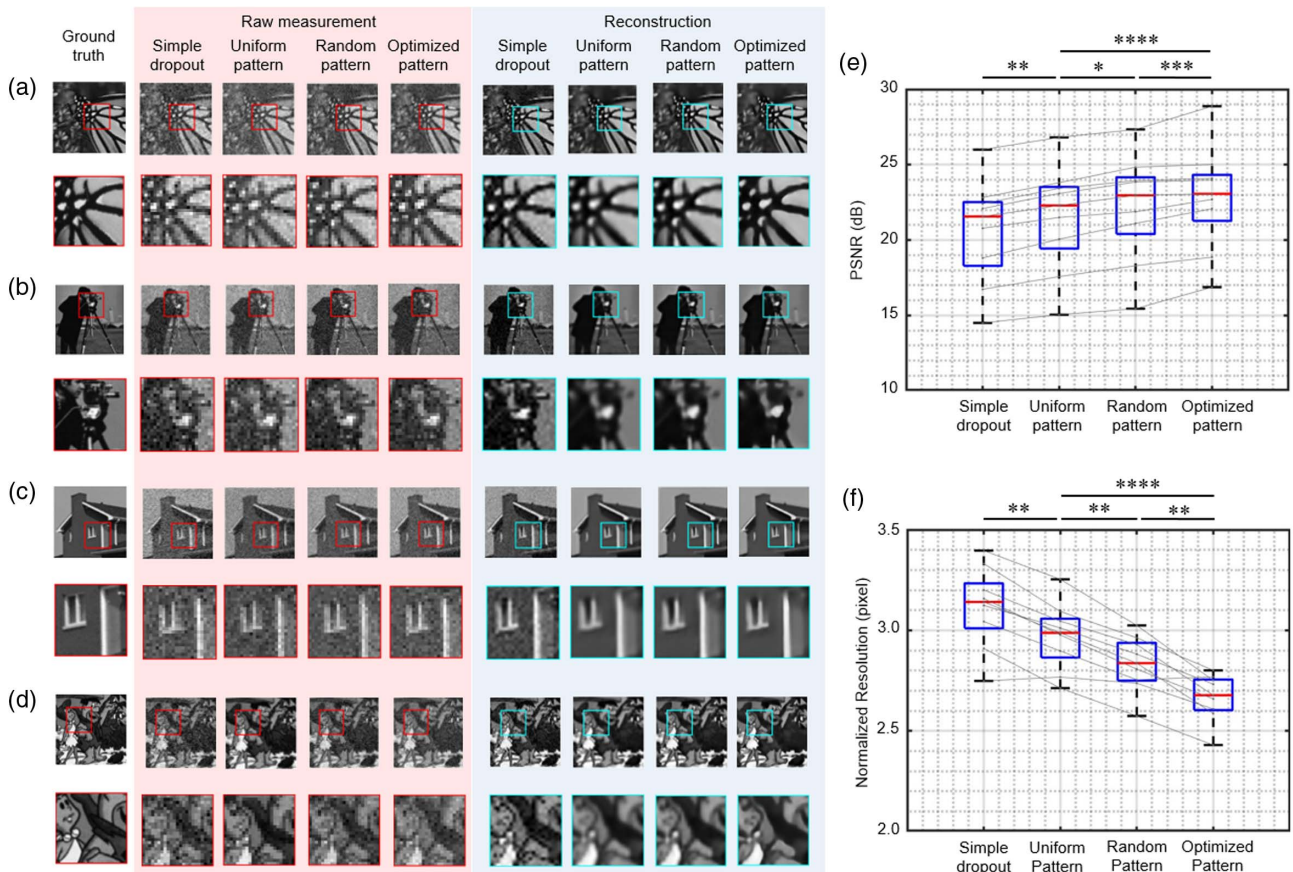 Raw measurement
Reconstruction
Ground
truth
Simple
dropout
Uniform
pattern
Random
pattern
Optimized
pattern
Simple
dropout
Uniform
pattern
Random
pattern
Optimized
pattern
(a)
(b)
(c)
(d)
(e)
****
** * ***
PSNR (dB)
30
25
20
15
10
Simple
dropout
Uniform
pattern
Random
pattern
Optimized
pattern
(f)
****
** ** **
Normalized Resolution (pixel)
3.5
3.0
2.5
2.0
Simple
dropout
Uniform
Pattern
Random
Pattern
Optimized
Pattern